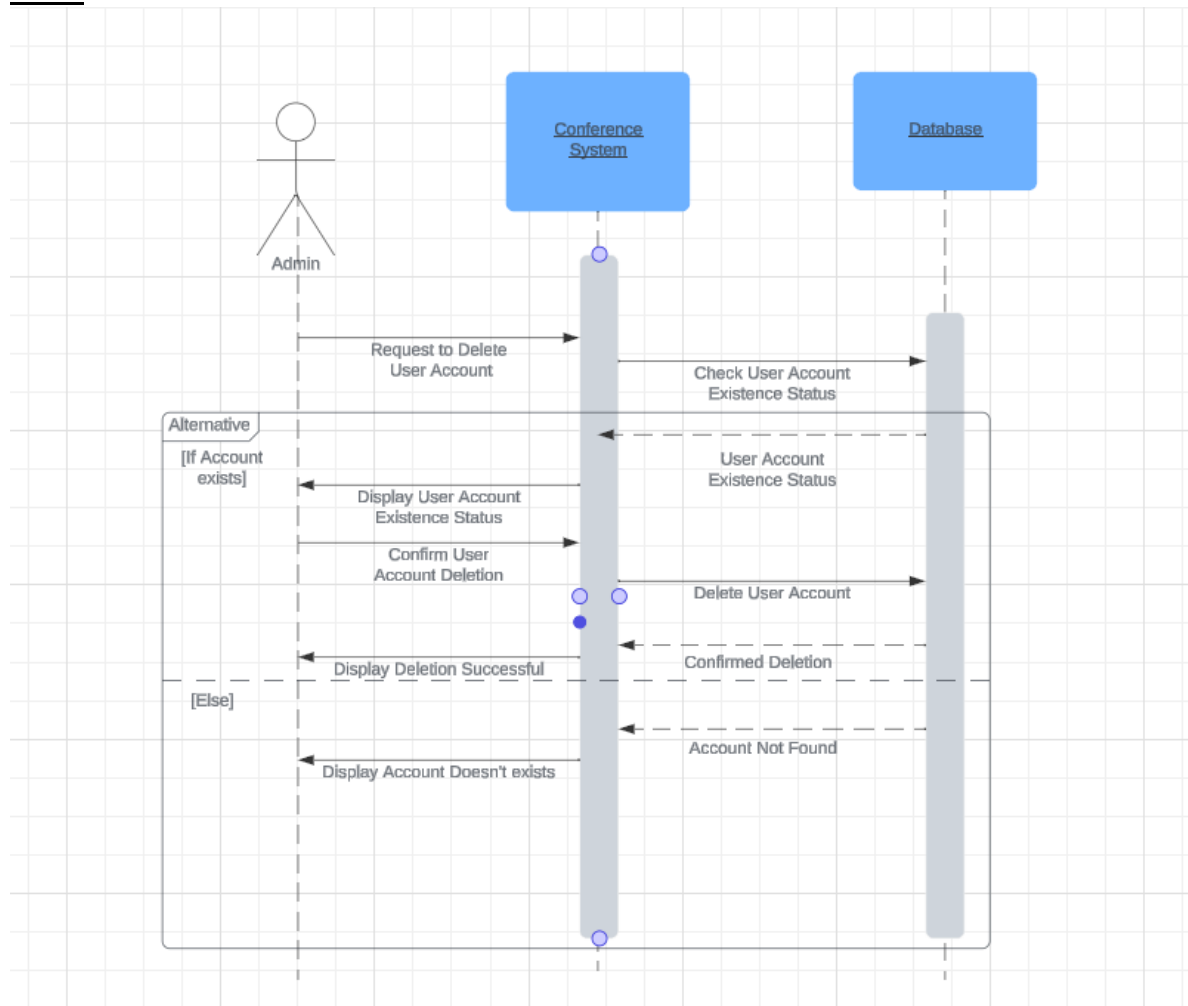 Conference
System
Database
Admin
Request to Delete
User Account
Check User Account
Existence Status
Alternative
[If Account
exists]
User Account
Existence Status
Display User Account
Existence Status
Confirm User
Account Deletion
Delete User Account
Confirmed Deletion
Display Deletion Successful
[Else]
Account Not Found
Display Account Doesn't exists